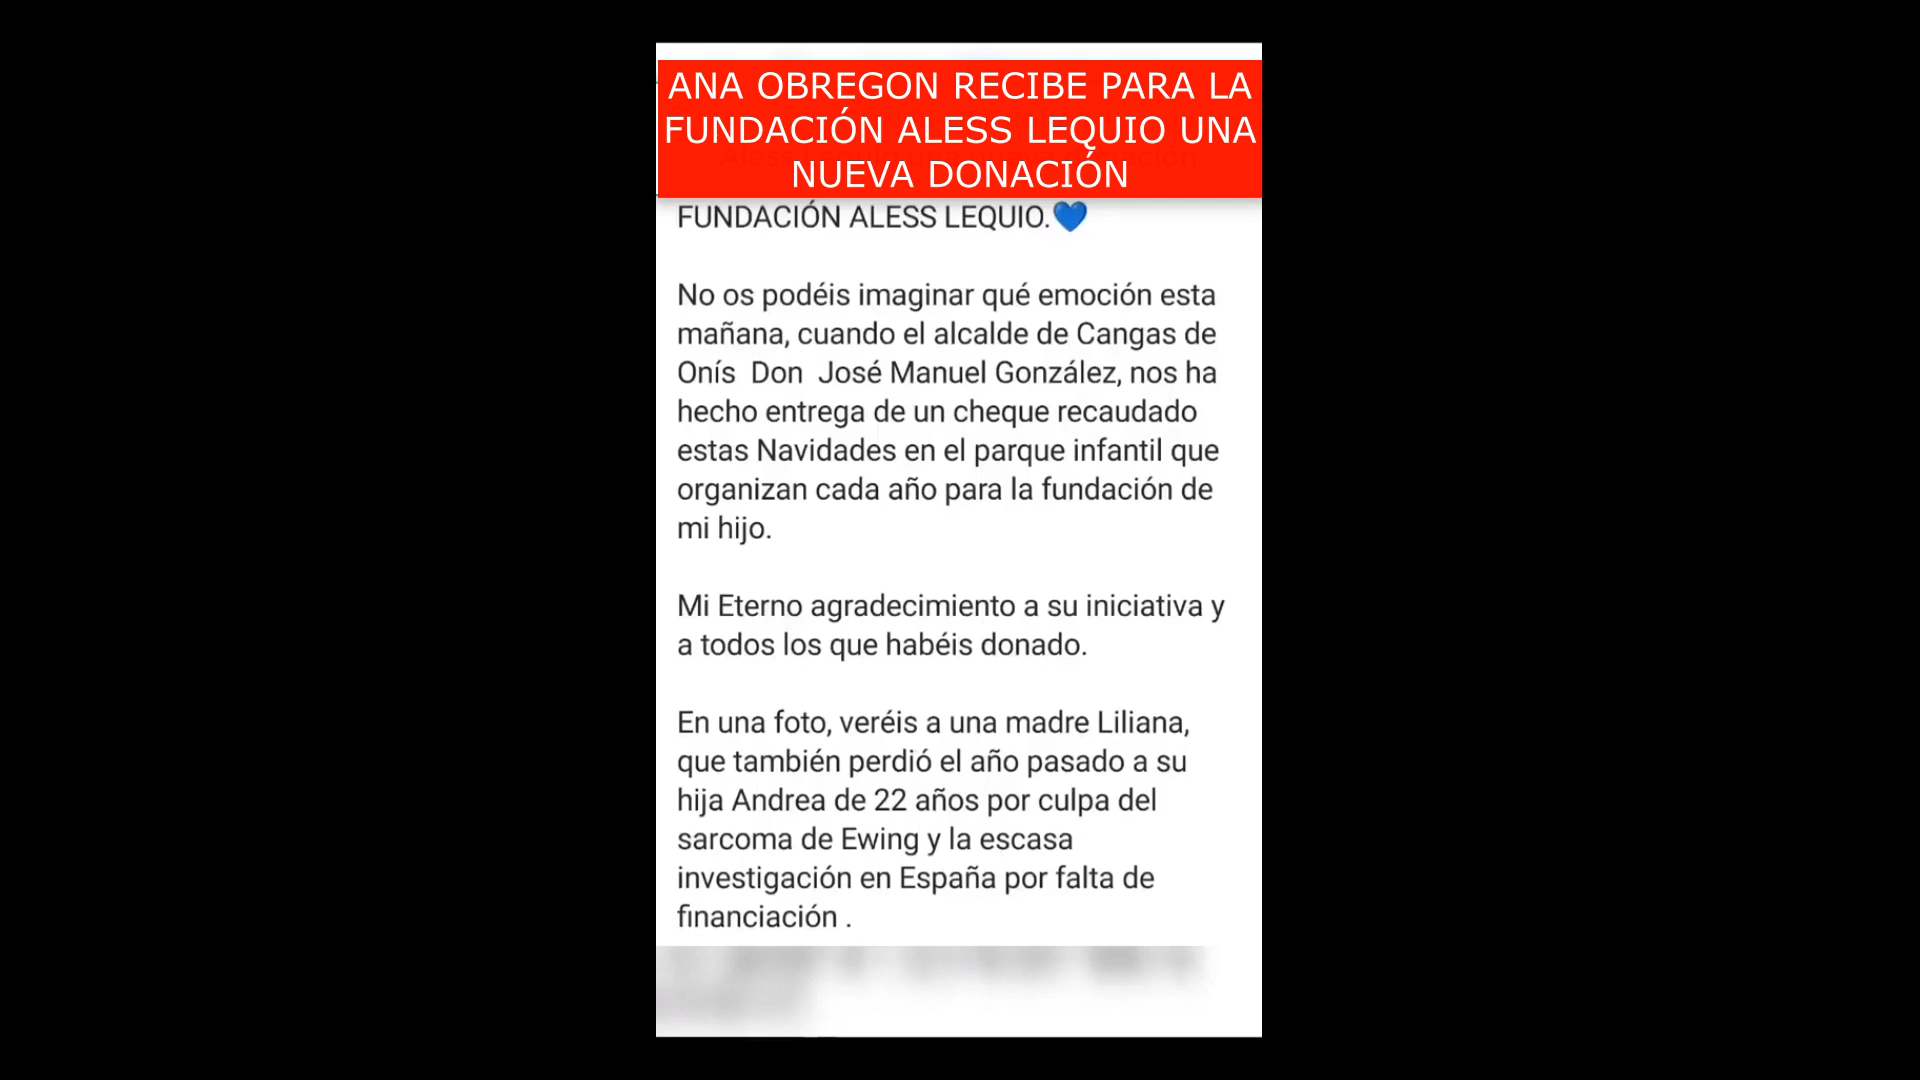 ANA OBREGON RECIBE PARA LA
FUNDACIÓN ALESS LEQUIO UNA
NUEVA DONACIÓN
FUNDACIÓN ALESS LEQUIO.💙
No os podéis imaginar qué emoción esta
mañana, cuando el alcalde de Cangas de
Onís Don José Manuel González, nos ha
hecho entrega de un cheque recaudado
estas Navidades en el parque infantil que
organizan cada año para la fundación de
mi hijo.
Mi Eterno agradecimiento a su iniciativa y
a todos los que habéis donado.
En una foto, veréis a una madre Liliana,
que también perdió el año pasado a su
hija Andrea de 22 años por culpa del
sarcoma de Ewing y la escasa
investigación en España por falta de
financiación .